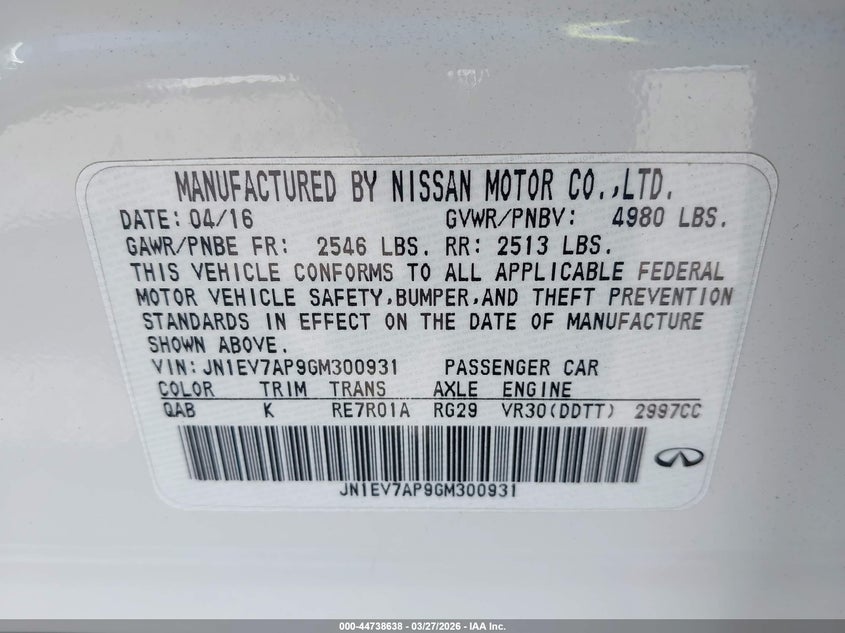 MANUFACTURED BY NISSAN MOTOR CO.,LTD.
DATE: 04/16 GVWR/PNBV: 4980 LBS.
GAWR/PNBE FR: 2546 LBS. RR: 2513 LBS.
THIS VEHICLE CONFORMS TO ALL APPLICABLE FEDERAL
MOTOR VEHICLE SAFETY,BUMPER,AND THEFT PREVENTION
STANDARDS IN EFFECT ON THE DATE OF MANUFACTURE
SHOWN ABOVE.
VIN: JN1EV7AP9GM300931 PASSENGER CAR
COLOR TRIM TRANS AXLE ENGINE
QAB K RE7R01A RG29 VR30(DDTT) 2997CC
JN1EV7AP9GM300931
000-44738638 - 03/27/2026 - IAA Inc.